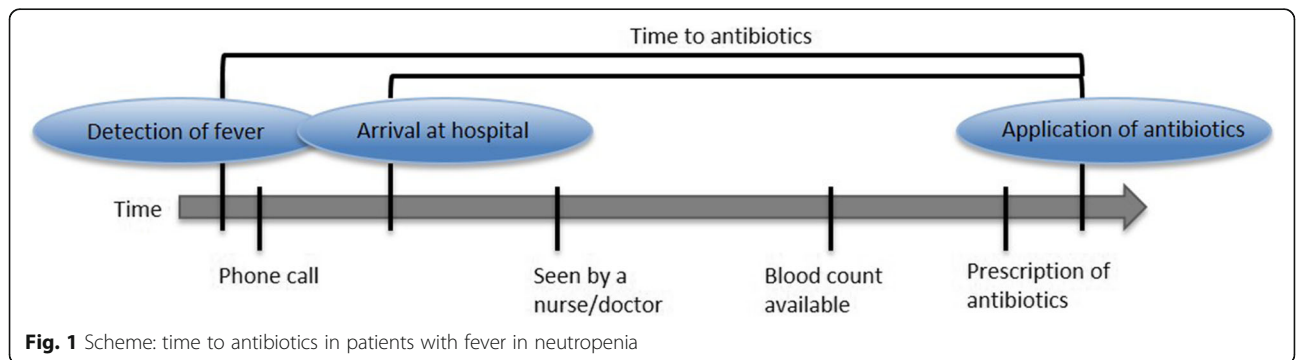 Time to antibiotics
Detection of fever
Arrival at hospital
Application of antibiotics
Time
Phone call
Seen by a
nurse/doctor
Blood count
available
Prescription of
antibiotics
Fig. 1 Scheme: time to antibiotics in patients with fever in neutropenia